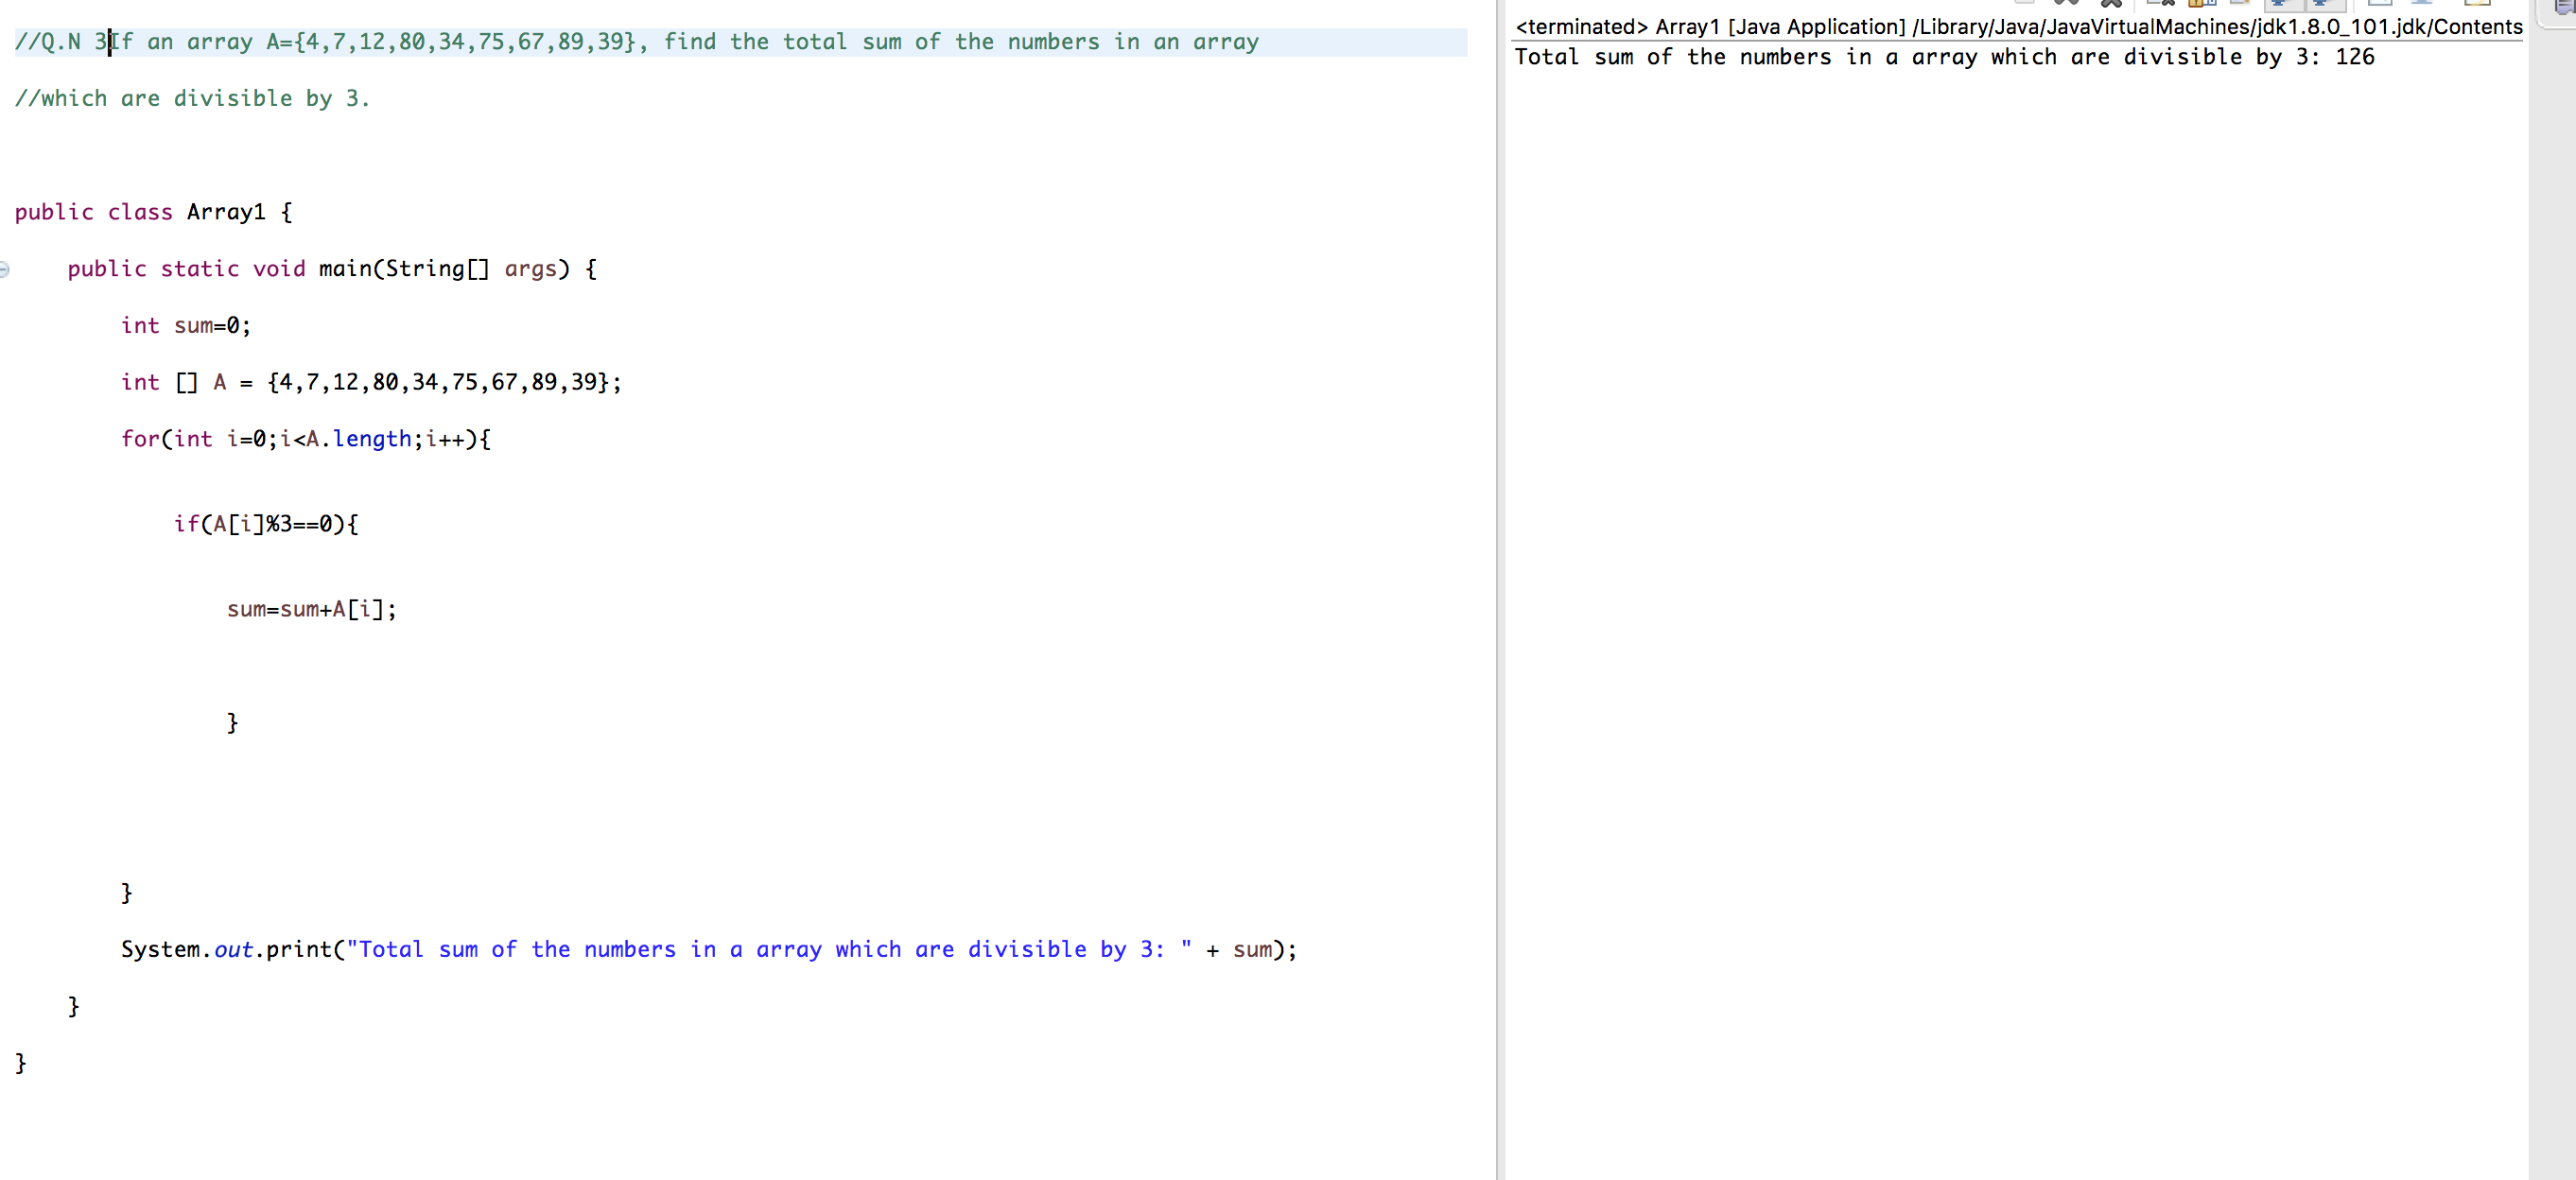 //Q.N 3If an array A={4,7,12,80,34,75,67,89,39}, find the total sum of the numbers in an array
//which are divisible by 3.
public class Array1 {
public static void main(String[] args) {
int sum=0;
int [] A = {4,7,12,80,34,75,67,89,39};
for(int i=0;i<A.length;i++){
if(A[i]%3==0){
sum=sum+A[i];
}
}
System.out.print("Total sum of the numbers in a array which are divisible by 3: " + sum);
}
}
<terminated> Array1 [Java Application] /Library/Java/JavaVirtualMachines/jdk1.8.0_101.jdk/Contents
Total sum of the numbers in a array which are divisible by 3: 126